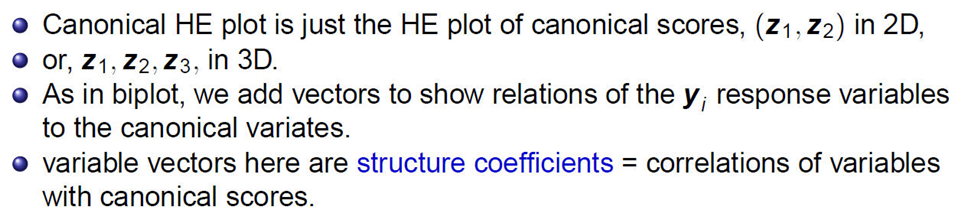 Canonical HE plot is just the HE plot of canonical scores, (z1, z2) in 2D,
or, z1, z2, z3, in 3D.
As in biplot, we add vectors to show relations of the yi response variables
to the canonical variates.
variable vectors here are structure coefficients = correlations of variables
with canonical scores.